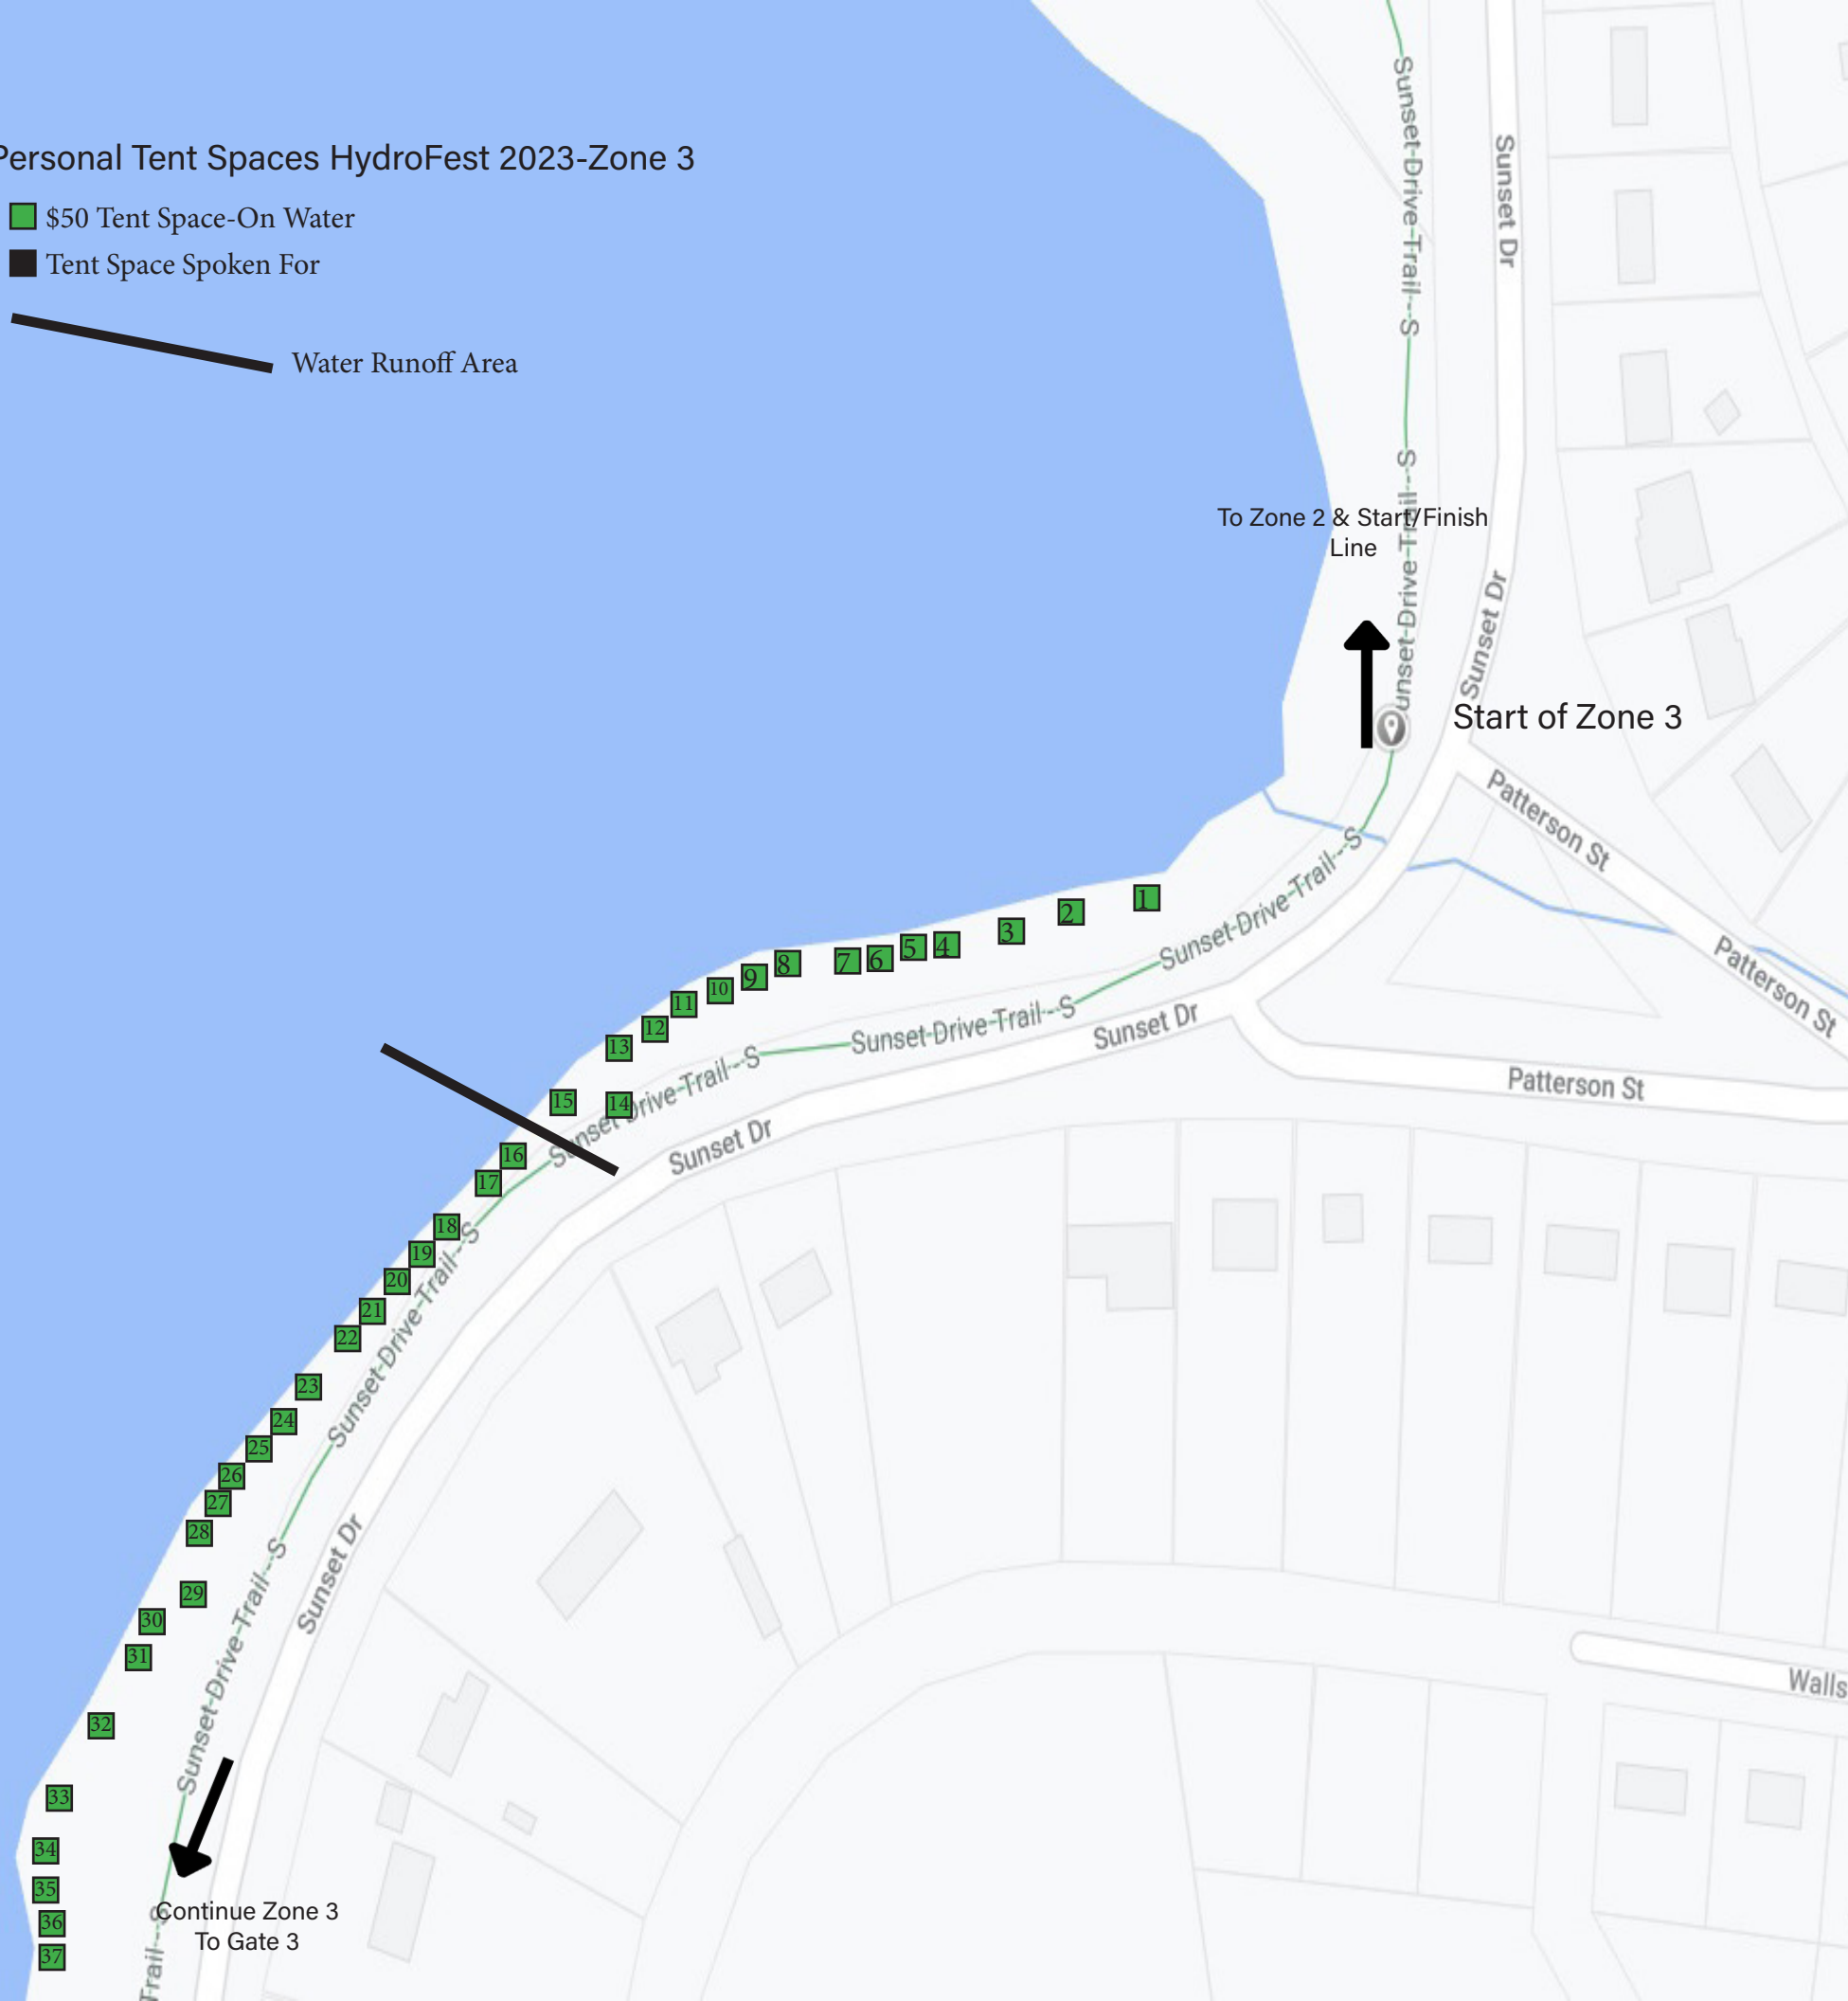 Personal Tent Spaces HydroFest 2023-Zone 3
$50 Tent Space-On Water
Tent Space Spoken For
Water Runoff Area
Sunset Drive Trail - S
Sunset Dr
S
To Zone 2 & Start/Finish
Line
Sunset Drive Trail - S
Sunset Dr
Start of Zone 3
Patterson St
Patterson St
Sunset Drive Trail - S
1
2
3
4
5
6
7
8
9
10
11
12
13
14
15
Sunset Drive Trail - S
Sunset Dr
Patterson St
Sunset Drive Trail - S
Sunset Dr
16
17
18
19
20
21
22
Sunset Drive Trail - S
23
24
25
26
27
28
Sunset Dr
29
30
31
Sunset Drive Trail - S
Walls
32
33
34
35
36
37
Continue Zone 3
To Gate 3
Trail - S